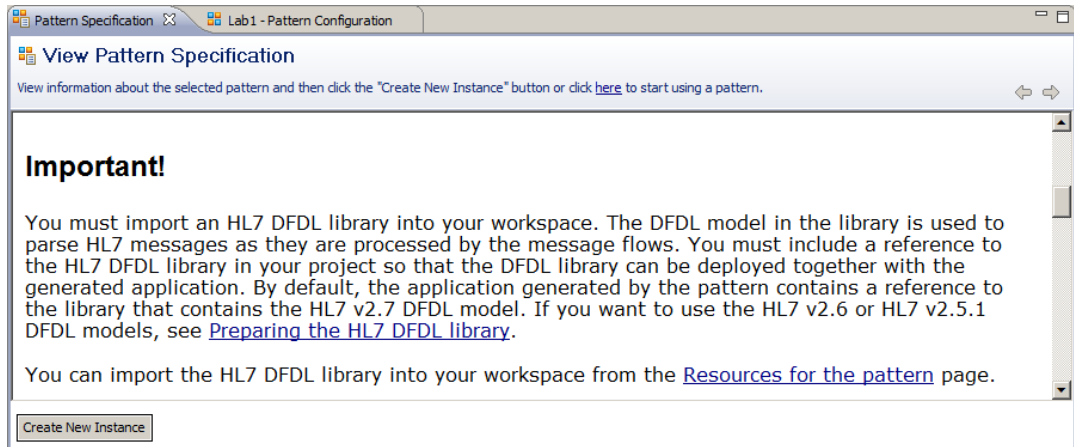 Pattern Specification
Lab1 - Pattern Configuration
View Pattern Specification
View information about the selected pattern and then click the "Create New Instance" button or click here to start using a pattern.
Important!
You must import an HL7 DFDL library into your workspace. The DFDL model in the library is used to
parse HL7 messages as they are processed by the message flows. You must include a reference to
the HL7 DFDL library in your project so that the DFDL library can be deployed together with the
generated application. By default, the application generated by the pattern contains a reference to
the library that contains the HL7 v2.7 DFDL model. If you want to use the HL7 v2.6 or HL7 v2.5.1
DFDL models, see Preparing the HL7 DFDL library.
You can import the HL7 DFDL library into your workspace from the Resources for the pattern page.
Create New Instance